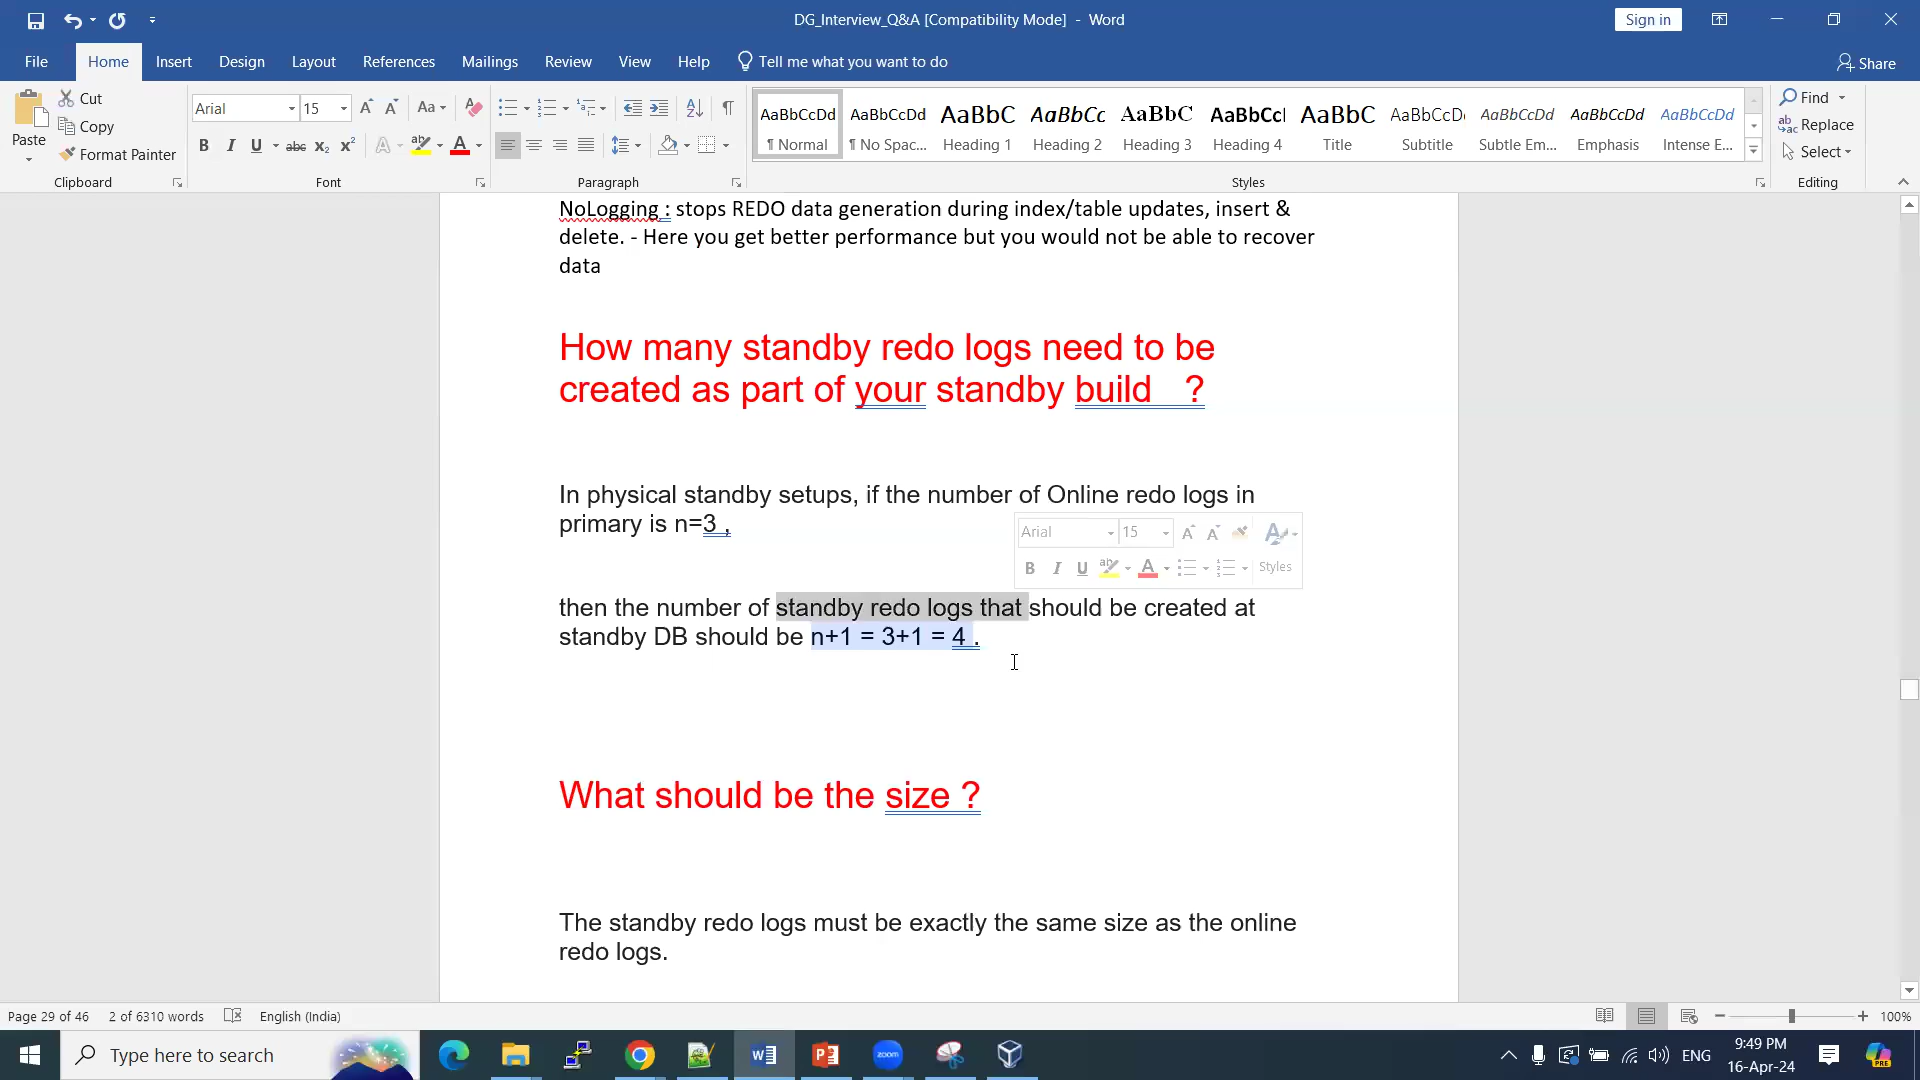 DG_Interview_Q&A [Compatibility Mode] - Word
Sign in
File Home Insert Design Layout References Mailings Review View Help Tell me what you want to do
Share
Paste
Cut
Copy
Format Painter
Clipboard
Arial 15
Font
Paragraph
AaBbCcDd AaBbCcDd AaBbC AaBbCc AaBbC AaBbCcI AaBbC AaBbCcDd AaBbCcDd AaBbCcDd AaBbCcDd
¶ Normal ¶ No Spac... Heading 1 Heading 2 Heading 3 Heading 4 Title Subtitle Subtle Em... Emphasis Intense E...
Styles
Find
Replace
Select
Editing
NoLogging : stops REDO data generation during index/table updates, insert &
delete. - Here you get better performance but you would not be able to recover
data
How many standby redo logs need to be
created as part of your standby build ?
In physical standby setups, if the number of Online redo logs in
primary is n=3 ,
Arial 15
B I U Styles
then the number of standby redo logs that should be created at
standby DB should be n+1 = 3+1 = 4 .
What should be the size ?
The standby redo logs must be exactly the same size as the online
redo logs.
Page 29 of 46 2 of 6310 words English (India)
100%
Type here to search
zoom
ENG
9:49 PM
16-Apr-24
PRE